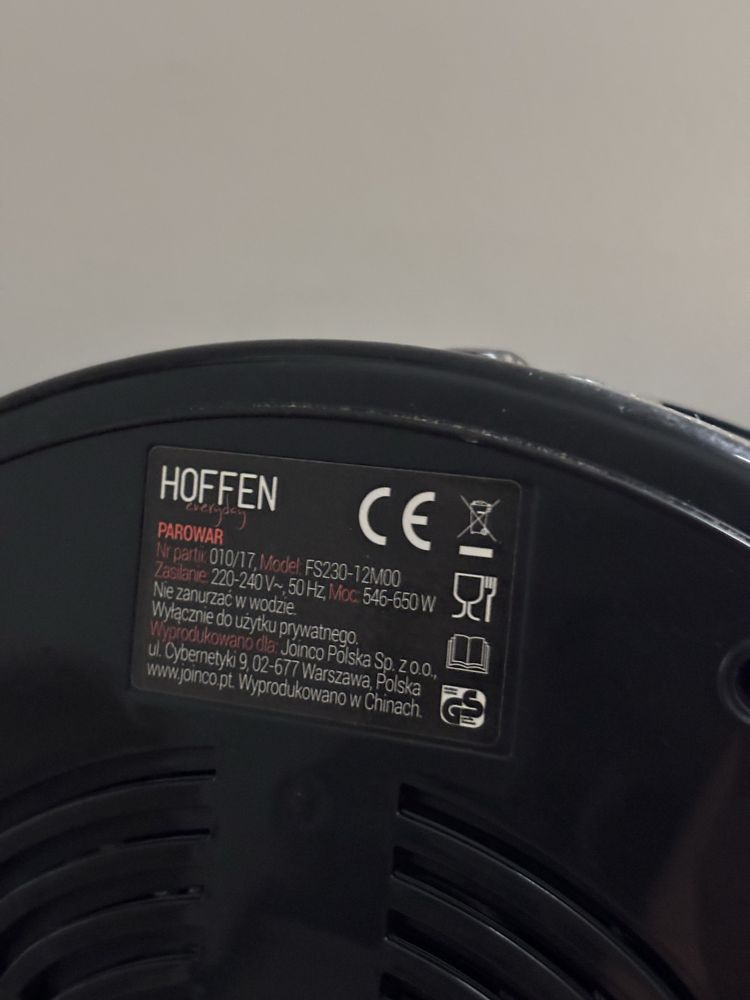 HOFFEN
everyday
CE
PAROWAR
Nr partii: 010/17, Model: FS230-12M00
Zasilanie: 220-240 V~, 50 Hz, Moc: 546-650 W
Nie zanurzać w wodzie.
Wyłącznie do użytku prywatnego.
Wyprodukowano dla: Joinco Polska Sp. z o.o.,
ul. Cybernetyki 9, 02-677 Warszawa, Polska
www.joinco.pt. Wyprodukowano w Chinach.